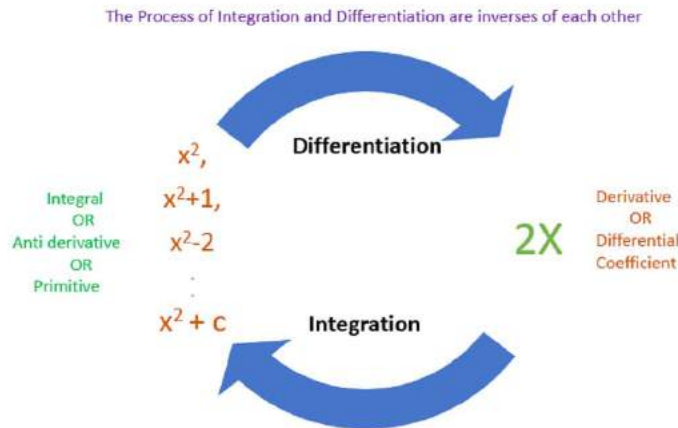 The Process of Integration and Differentiation are inverses of each other
Differentiation
x²,
x²+1,
x²-2
.
.
x² + c
Integral
OR
Anti derivative
OR
Primitive
2X
Derivative
OR
Differential
Coefficient
Integration